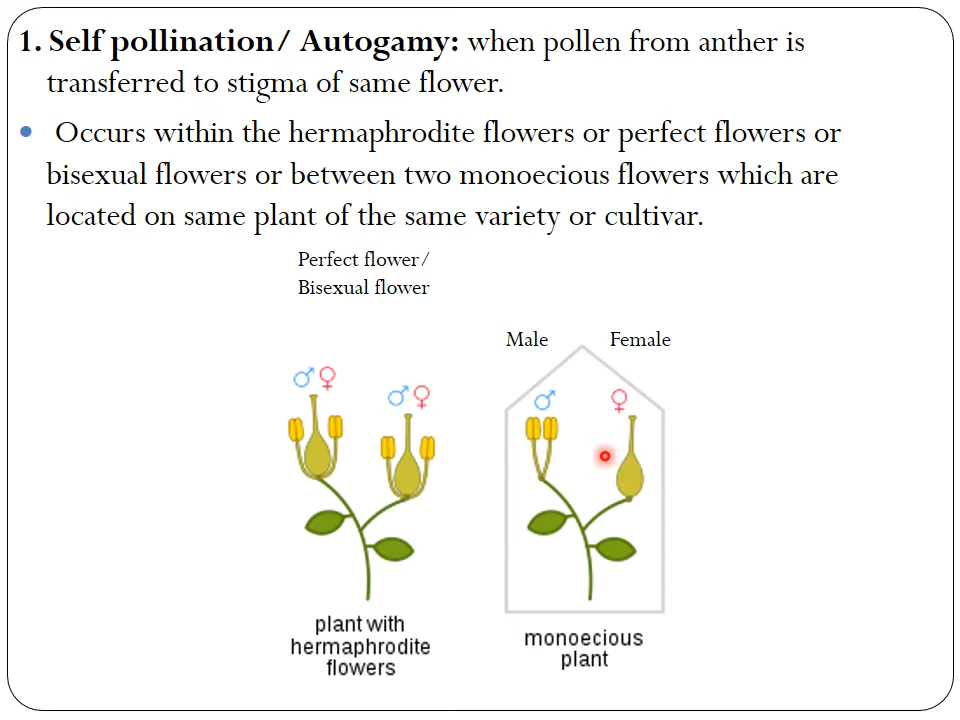 1. Self pollination/ Autogamy: when pollen from anther is
transferred to stigma of same flower.
Occurs within the hermaphrodite flowers or perfect flowers or
bisexual flowers or between two monoecious flowers which are
located on same plant of the same variety or cultivar.
Perfect flower/
Bisexual flower
Male
Female
plant with
hermaphrodite
flowers
monoecious
plant